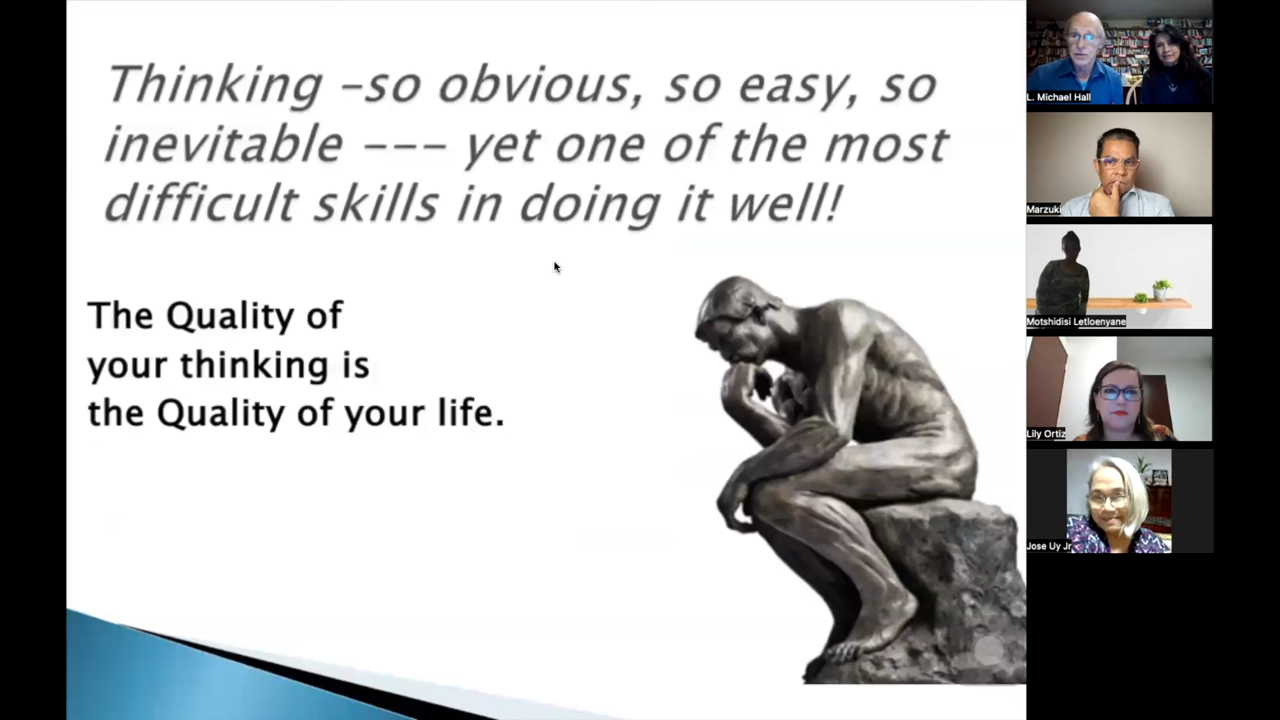 Thinking –so obvious, so easy, so
inevitable --- yet one of the most
difficult skills in doing it well!
The Quality of
your thinking is
the Quality of your life.
L. Michael Hall
Marzuki
Motshidisi Letloenyane
Lily Ortiz
Jose Uy Jr